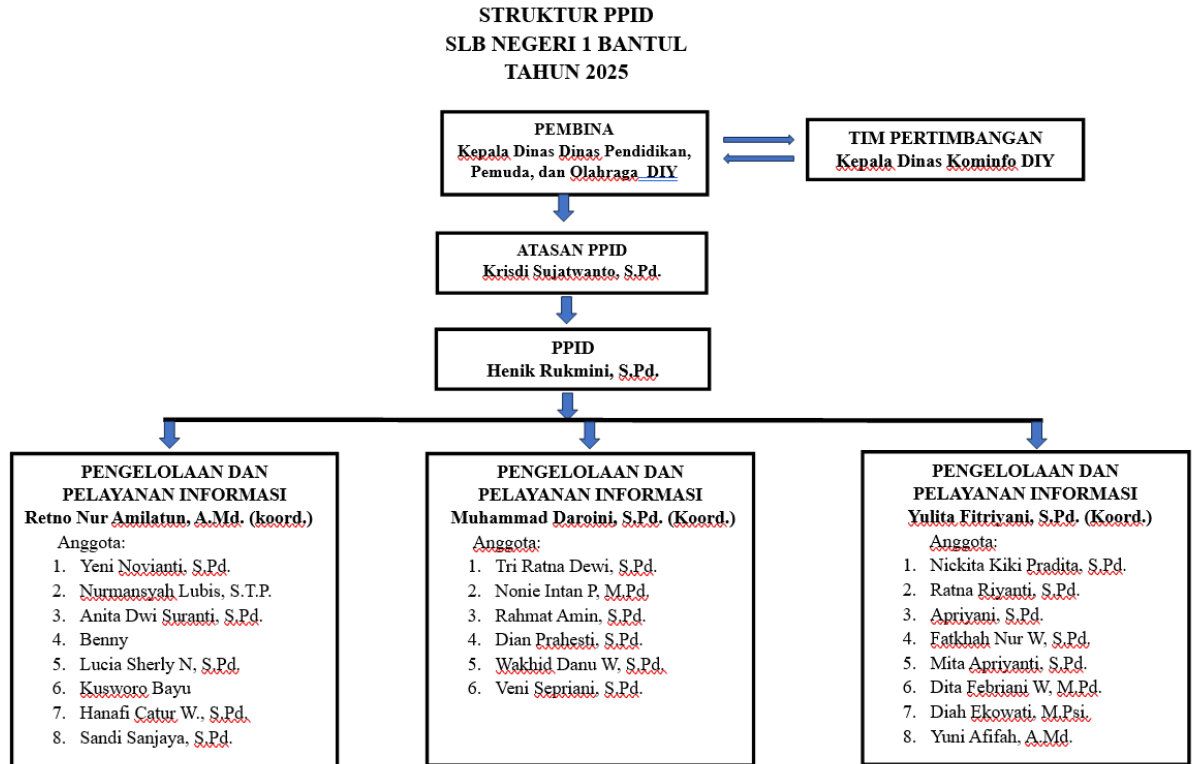 STRUKTUR PPID
SLB NEGERI 1 BANTUL
TAHUN 2025
PEMBINA
Kepala Dinas Dinas Pendidikan,
Pemuda, dan Olahraga DIY
TIM PERTIMBANGAN
Kepala Dinas Kominfo DIY
ATASAN PPID
Krisdi Sujatwanto, S.Pd.
PPID
Henik Rukmini, S.Pd.
PENGELOLAAN DAN
PELAYANAN INFORMASI
Retno Nur Amilatun, A.Md. (koord.)
Anggota:
1. Yeni Novianti, S.Pd.
2. Nurmansyah Lubis, S.T.P.
3. Anita Dwi Suranti, S.Pd.
4. Benny
5. Lucia Sherly N, S.Pd.
6. Kusworo Bayu
7. Hanafi Catur W., S.Pd.
8. Sandi Sanjaya, S.Pd.
PENGELOLAAN DAN
PELAYANAN INFORMASI
Muhammad Daroini, S.Pd. (Koord.)
Anggota:
1. Tri Ratna Dewi, S.Pd.
2. Nonie Intan P, M.Pd.
3. Rahmat Amin, S.Pd.
4. Dian Prahesti, S.Pd.
5. Wakhid Danu W, S.Pd.
6. Veni Sepriani, S.Pd.
PENGELOLAAN DAN
PELAYANAN INFORMASI
Yulita Fitriyani, S.Pd. (Koord.)
Anggota:
1. Nickita Kiki Pradita, S.Pd.
2. Ratna Riyanti, S.Pd.
3. Apriyani, S.Pd.
4. Fatkhah Nur W, S.Pd.
5. Mita Apriyanti, S.Pd.
6. Dita Febriani W, M.Pd.
7. Diah Ekowati, M.Psi.
8. Yuni Afifah, A.Md.